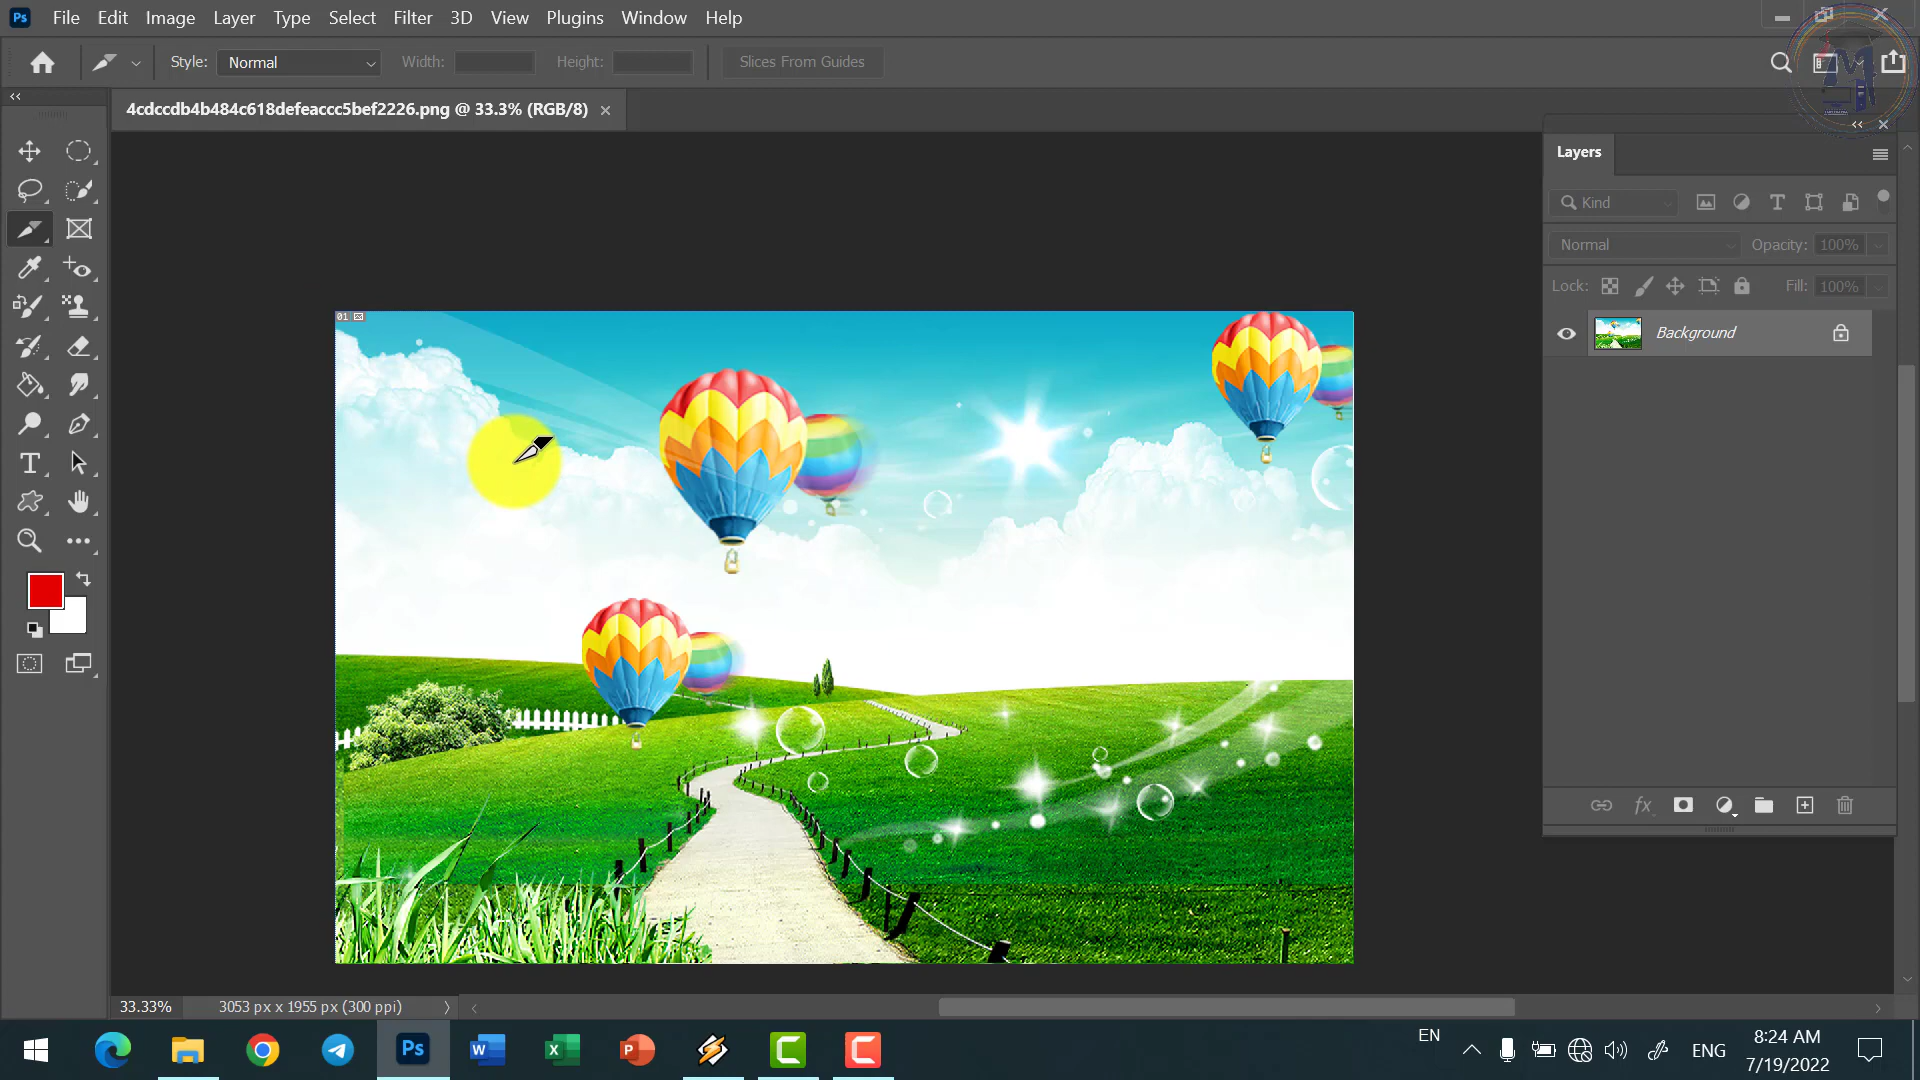 Ps File Edit Image Layer Type Select Filter 3D View Plugins Window Help
Style: Normal Width: Height: Slices From Guides
4cdccdb4b484c618defeaccc5bef2226.png @ 33.3% (RGB/8)
Layers
Kind
Normal Opacity: 100%
Lock: Fill: 100%
01
Background
33.33% 3053 px x 1955 px (300 ppi)
EN
ENG
8:24 AM
7/19/2022